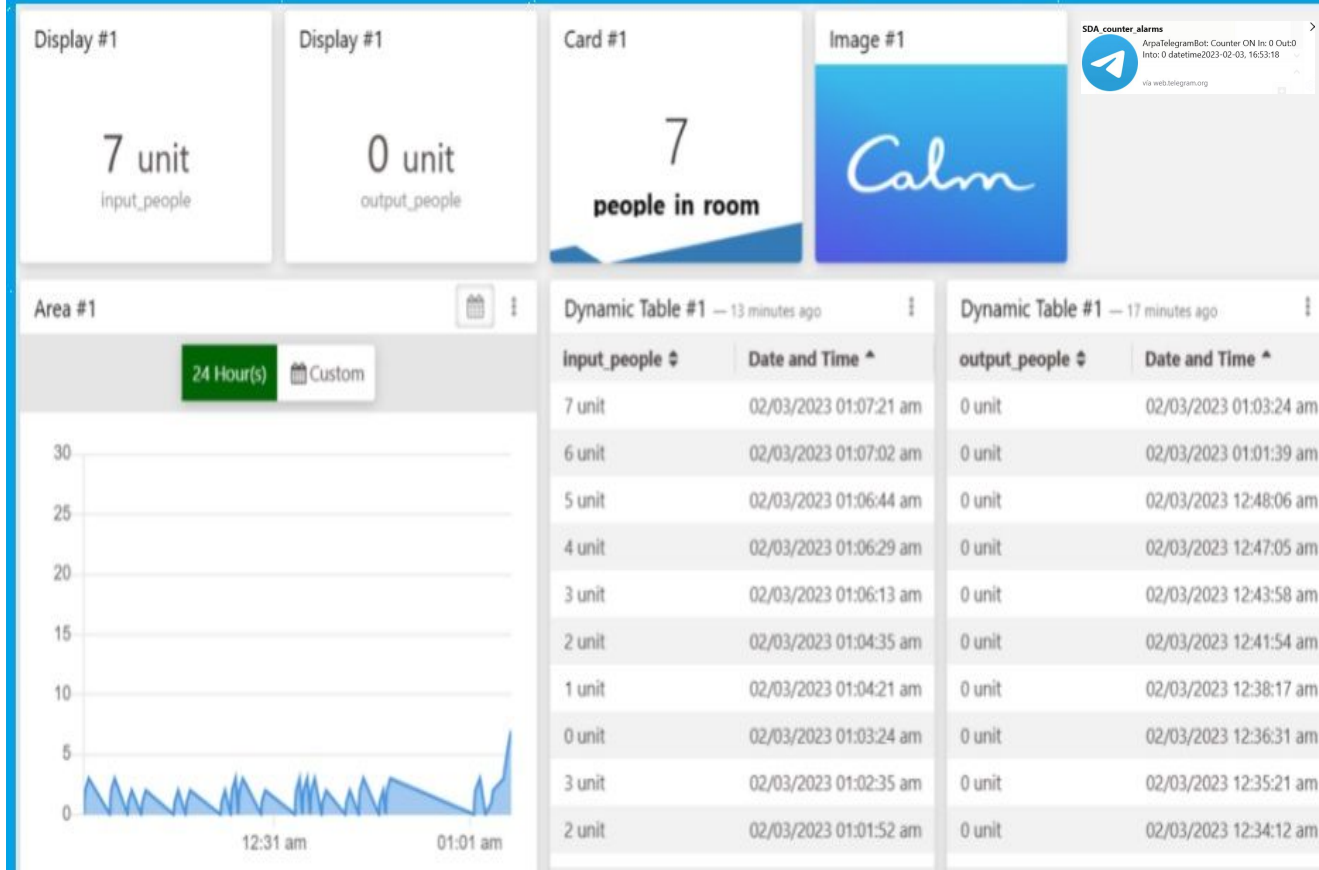 Display #1
7 unit
input_people
Display #1
0 unit
output_people
Card #1
7
people in room
Image #1
Calm
SDA_counter_alarms
ArpaTelegramBot: Counter ON In: 0 Out:0
Into: 0 datetime2023-02-03, 16:53:18
via web.telegram.org
Area #1
24 Hour(s) Custom
30
25
20
15
10
5
0
12:31 am 01:01 am
Dynamic Table #1 — 13 minutes ago
input_people Date and Time
7 unit 02/03/2023 01:07:21 am
6 unit 02/03/2023 01:07:02 am
5 unit 02/03/2023 01:06:44 am
4 unit 02/03/2023 01:06:29 am
3 unit 02/03/2023 01:06:13 am
2 unit 02/03/2023 01:04:35 am
1 unit 02/03/2023 01:04:21 am
0 unit 02/03/2023 01:03:24 am
3 unit 02/03/2023 01:02:35 am
2 unit 02/03/2023 01:01:52 am
Dynamic Table #1 — 17 minutes ago
output_people Date and Time
0 unit 02/03/2023 01:03:24 am
0 unit 02/03/2023 01:01:39 am
0 unit 02/03/2023 12:48:06 am
0 unit 02/03/2023 12:47:05 am
0 unit 02/03/2023 12:43:58 am
0 unit 02/03/2023 12:41:54 am
0 unit 02/03/2023 12:38:17 am
0 unit 02/03/2023 12:36:31 am
0 unit 02/03/2023 12:35:21 am
0 unit 02/03/2023 12:34:12 am